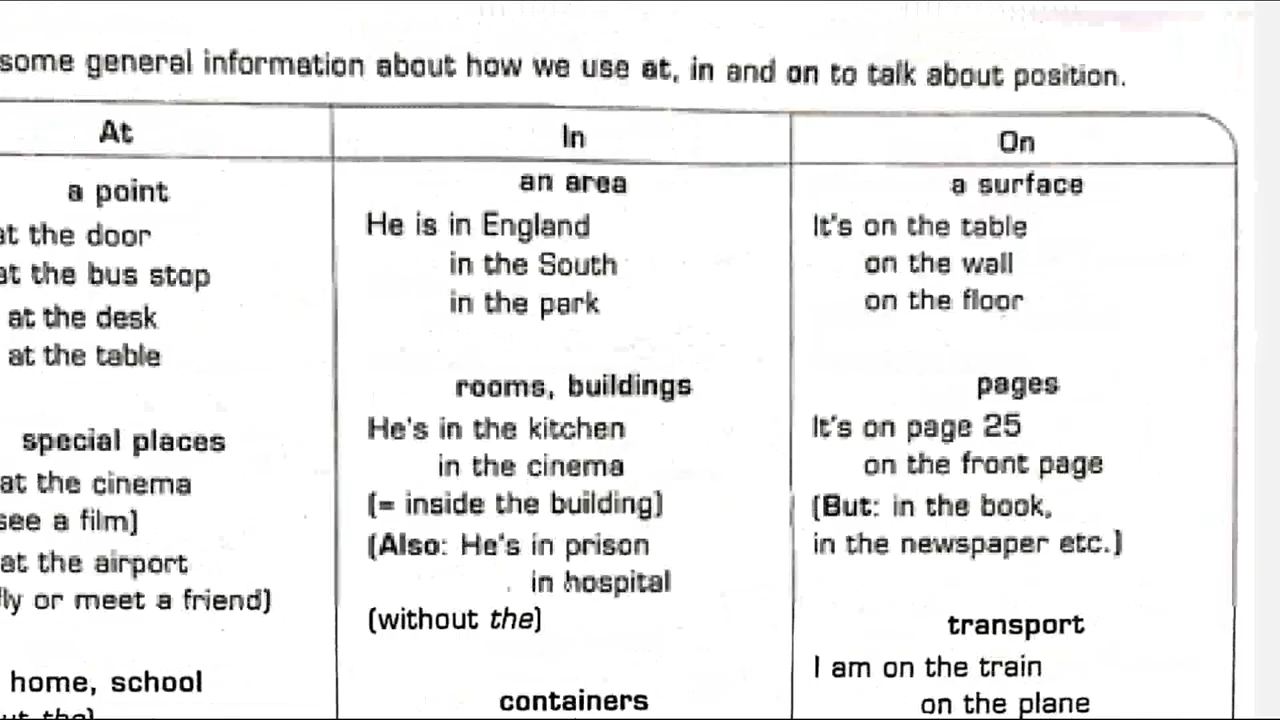 some general information about how we use at, in and on to talk about position.
At
a point
at the door
at the bus stop
at the desk
at the table
special places
at the cinema
see a film)
at the airport
fly or meet a friend)
home, school
the)
In
an area
He is in England
in the South
in the park
rooms, buildings
He's in the kitchen
in the cinema
(= inside the building)
(Also: He's in prison
in hospital
(without the)
containers
On
a surface
It's on the table
on the wall
on the floor
pages
It's on page 25
on the front page
(But: in the book,
in the newspaper etc.)
transport
I am on the train
on the plane